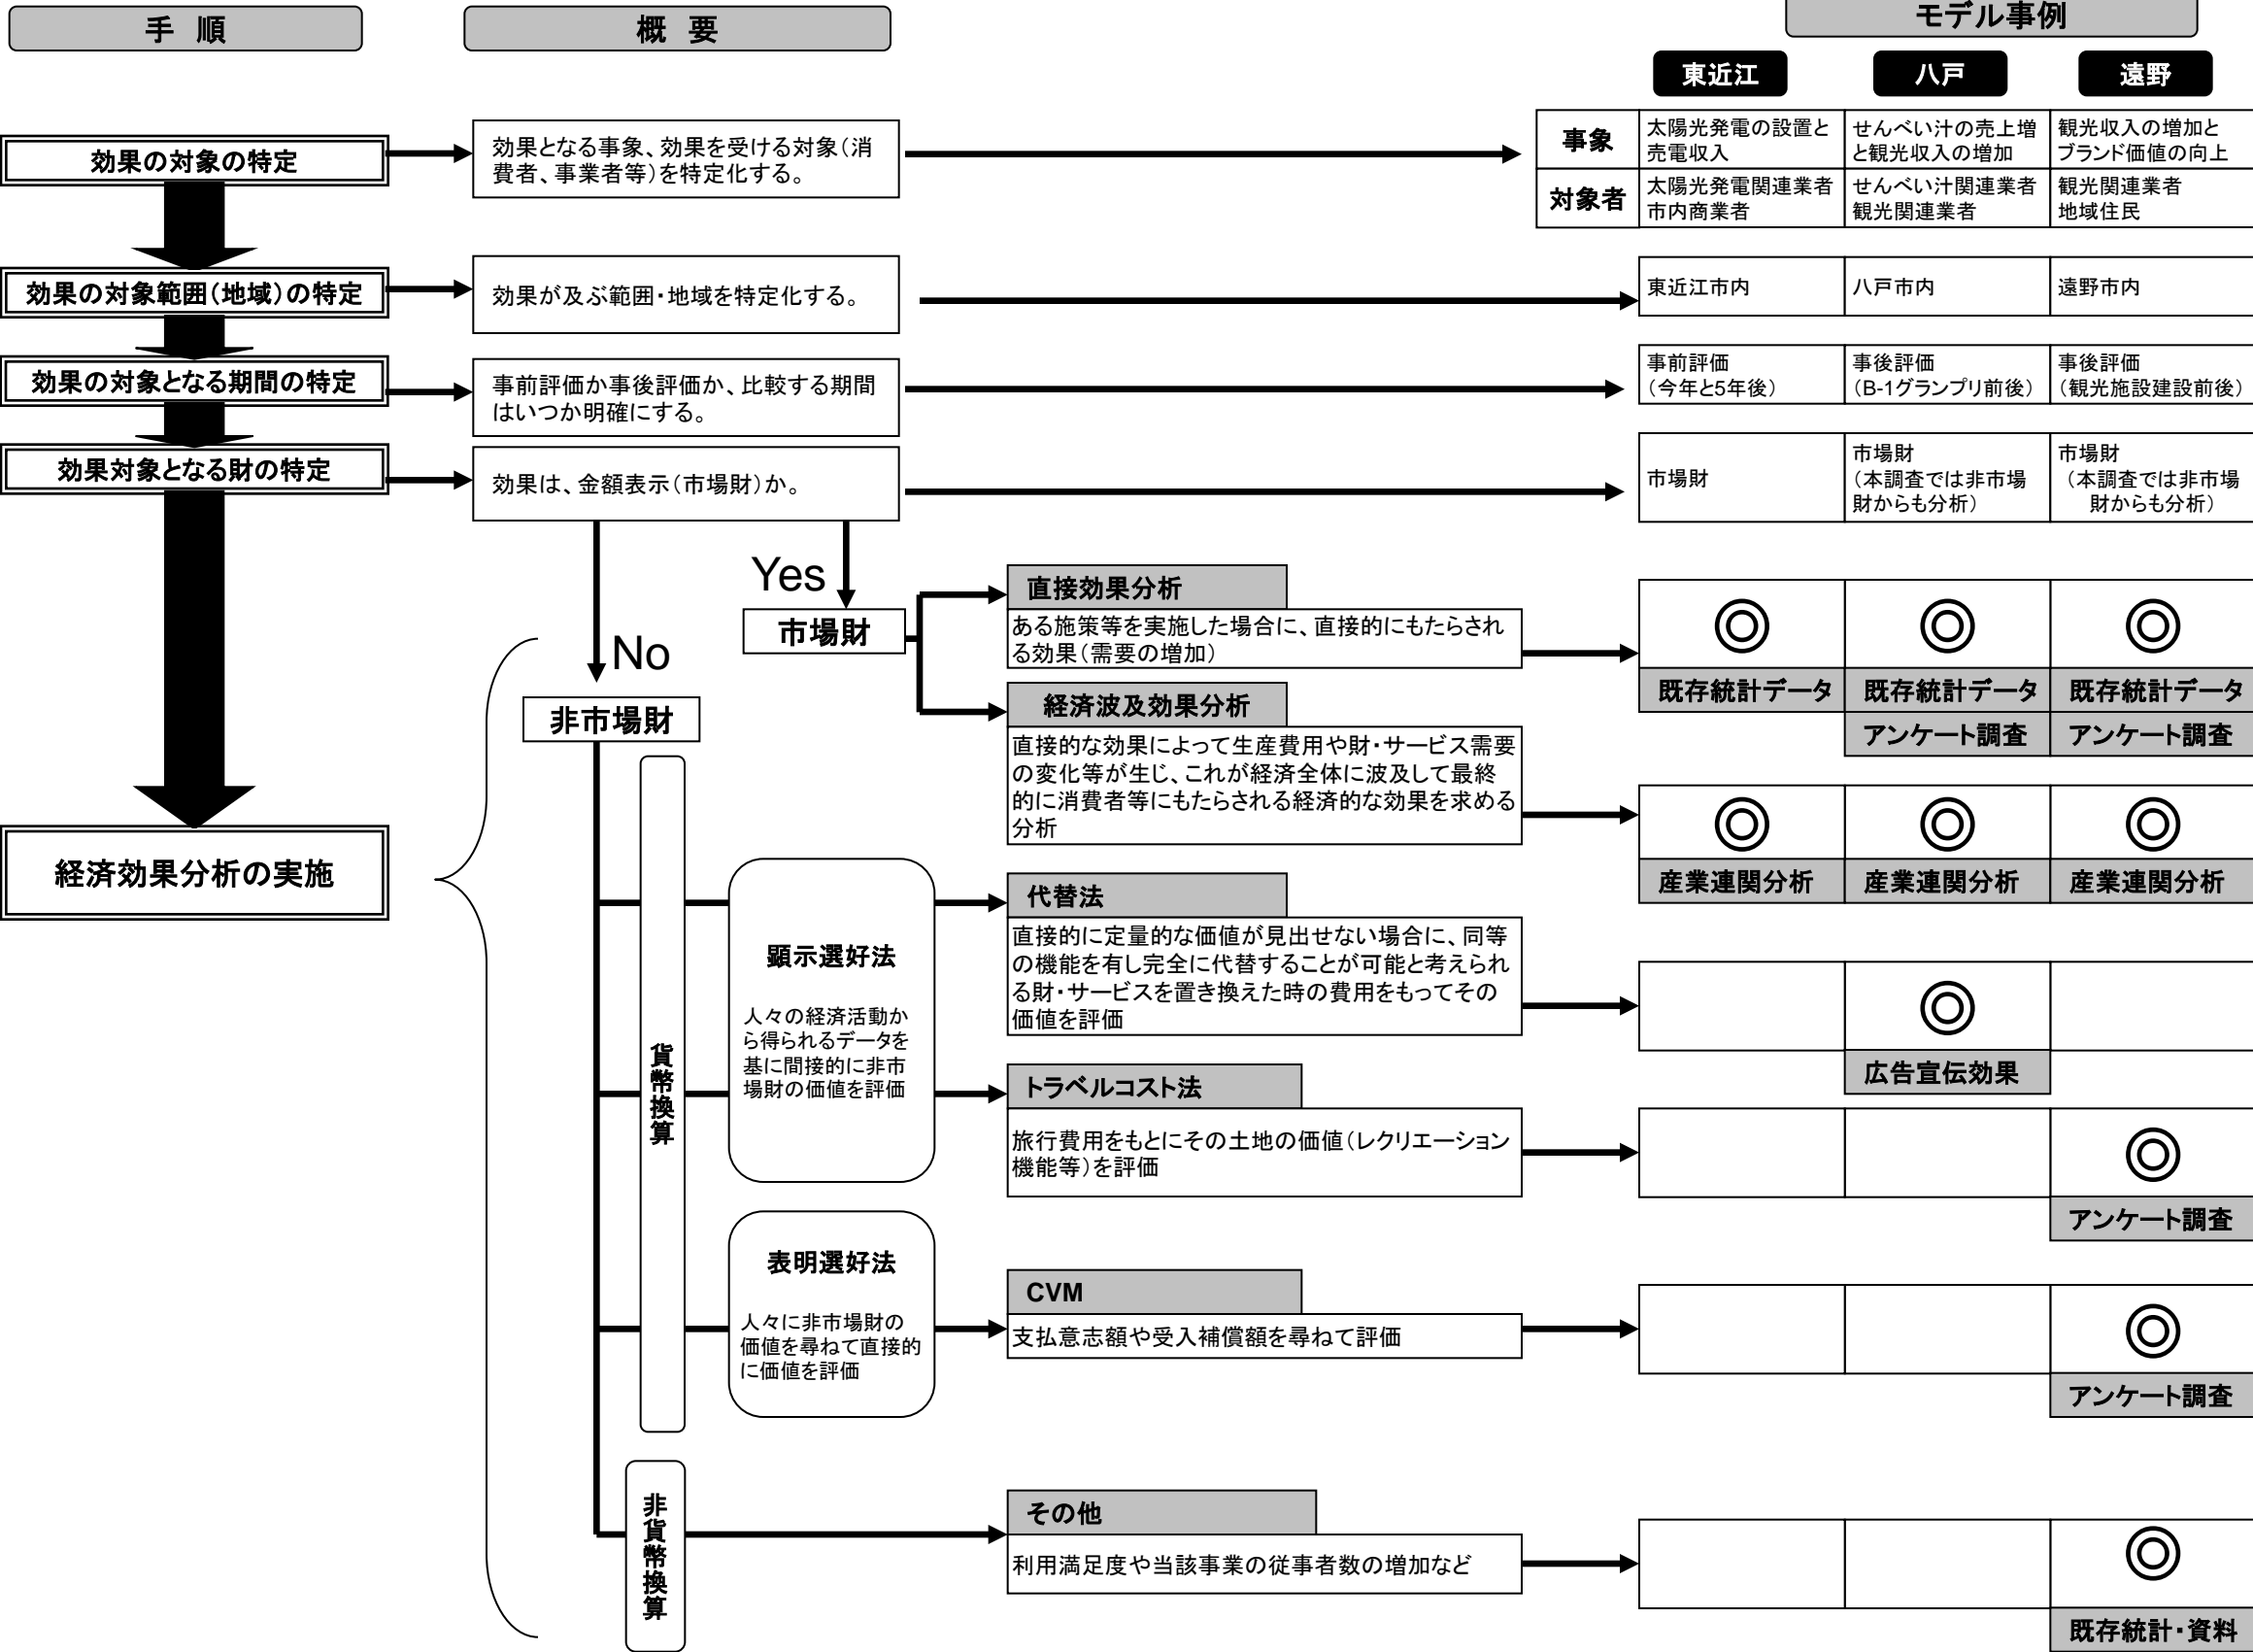 手 順
概 要
モデル事例
東近江
八戸
遠野
効果の対象の特定
効果となる事象、効果を受ける対象（消
費者、事業者等）を特定化する。
事象
太陽光発電の設置と
売電収入
せんべい汁の売上増
と観光収入の増加
観光収入の増加と
ブランド価値の向上
対象者
太陽光発電関連業者
市内商業者
せんべい汁関連業者
観光関連業者
観光関連業者
地域住民
効果の対象範囲（地域）の特定
効果が及ぶ範囲・地域を特定化する。
東近江市内
八戸市内
遠野市内
効果の対象となる期間の特定
事前評価か事後評価か、比較する期間
はいつか明確にする。
事前評価
（今年と5年後）
事後評価
（B-1グランプリ前後）
事後評価
（観光施設建設前後）
効果対象となる財の特定
効果は、金額表示（市場財）か。
市場財
市場財
（本調査では非市場
財からも分析）
市場財
（本調査では非市場
財からも分析）
Yes
No
市場財
非市場財
直接効果分析
ある施策等を実施した場合に、直接的にもたらされ
る効果（需要の増加）
◎
◎
◎
既存統計データ
既存統計データ
既存統計データ
アンケート調査
アンケート調査
経済波及効果分析
直接的な効果によって生産費用や財・サービス需要
の変化等が生じ、これが経済全体に波及して最終
的に消費者等にもたらされる経済的な効果を求める
分析
◎
◎
◎
産業連関分析
産業連関分析
産業連関分析
経済効果分析の実施
貨幣換算
顕示選好法
人々の経済活動か
ら得られるデータを
基に間接的に非市
場財の価値を評価
代替法
直接的に定量的な価値が見出せない場合に、同等
の機能を有し完全に代替することが可能と考えられ
る財・サービスを置き換えた時の費用をもってその
価値を評価
◎
広告宣伝効果
トラベルコスト法
旅行費用をもとにその土地の価値（レクリエーション
機能等）を評価
◎
アンケート調査
表明選好法
人々に非市場財の
価値を尋ねて直接的
に価値を評価
CVM
支払意志額や受入補償額を尋ねて評価
◎
アンケート調査
非貨幣換算
その他
利用満足度や当該事業の従事者数の増加など
◎
既存統計・資料